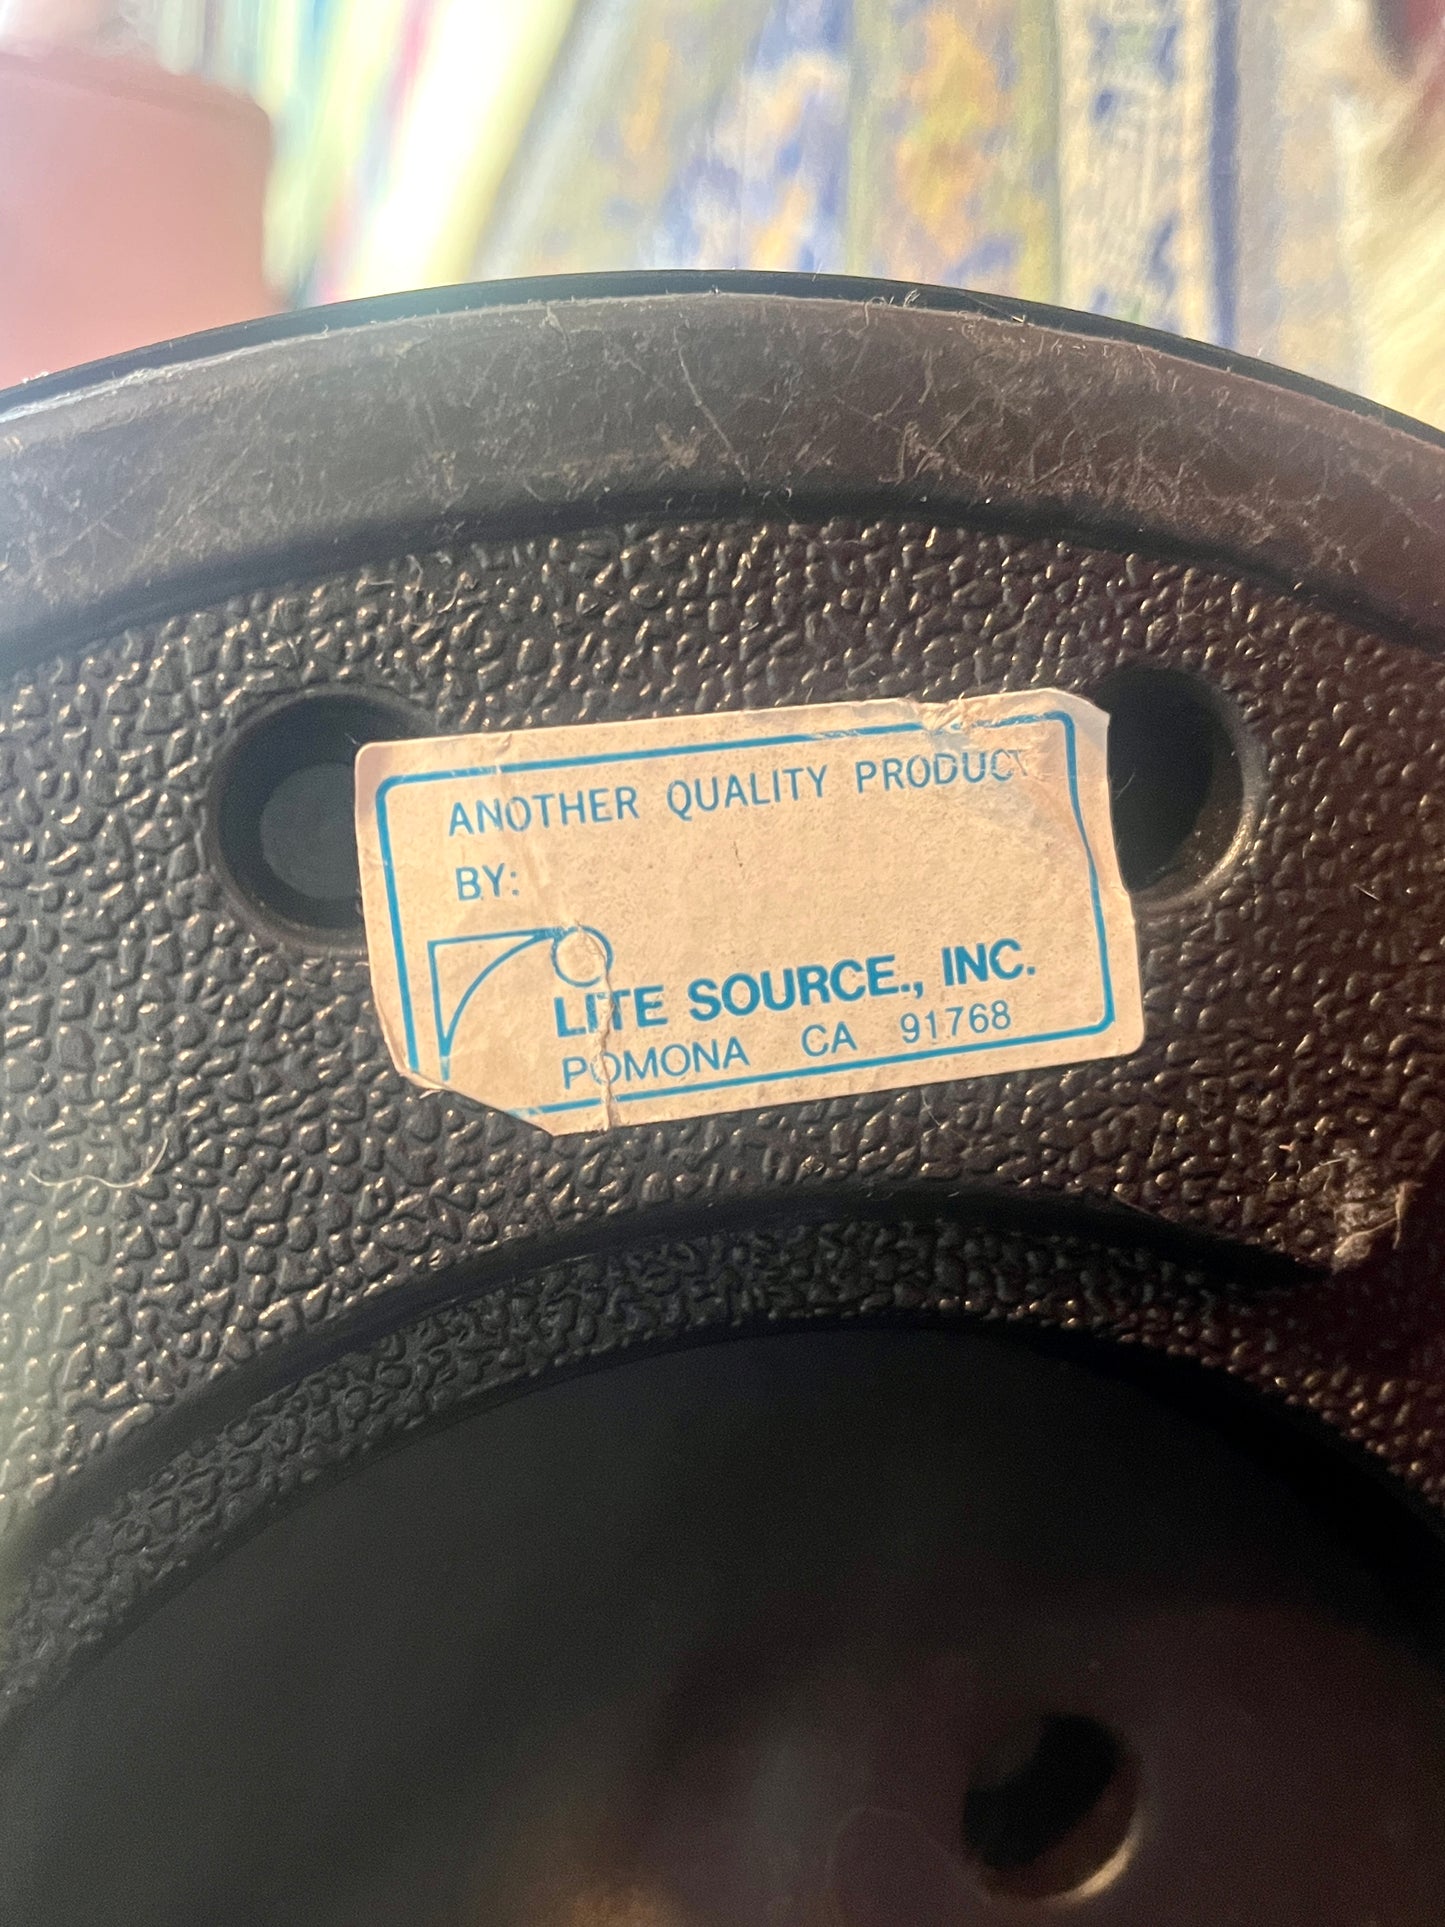 ANOTHER QUALITY PRODUCT
BY:
LITE SOURCE., INC.
POMONA CA 91768